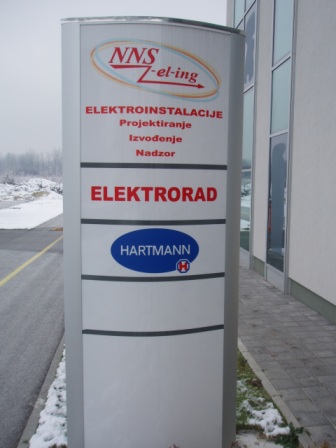 NNS
-el-ing
ELEKTROINSTALACIJE
Projektiranje
Izvođenje
Nadzor
ELEKTRORAD
HARTMANN
H